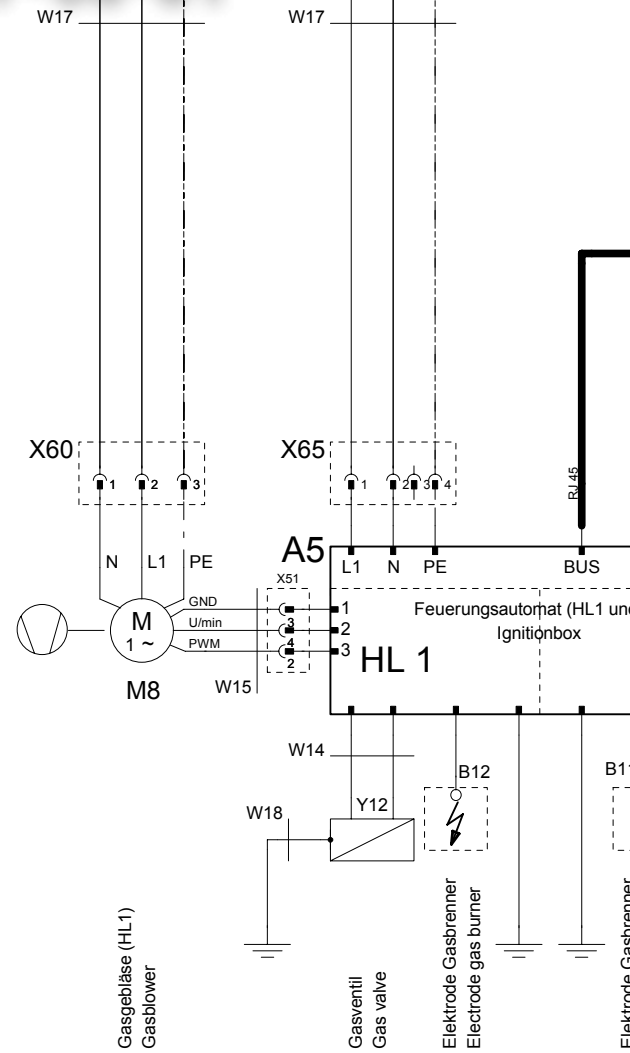 W17
W17
RJ 45
X60
X65
1
2
3
1
2
3
4
A5
N
L1
PE
L1
N
PE
BUS
X51
GND
U/min
PWM
3
4
2
1
2
3
Feuerungsautomat (HL1 und
Ignitionbox
M
1 ~
HL 1
M8
W15
W14
B12
B11
W18
Y12
Gasgebläse (HL1)
Gasblower
Gasventil
Gas valve
Elektrode Gasbrenner
Electrode gas burner
Elektrode Gasbrenner